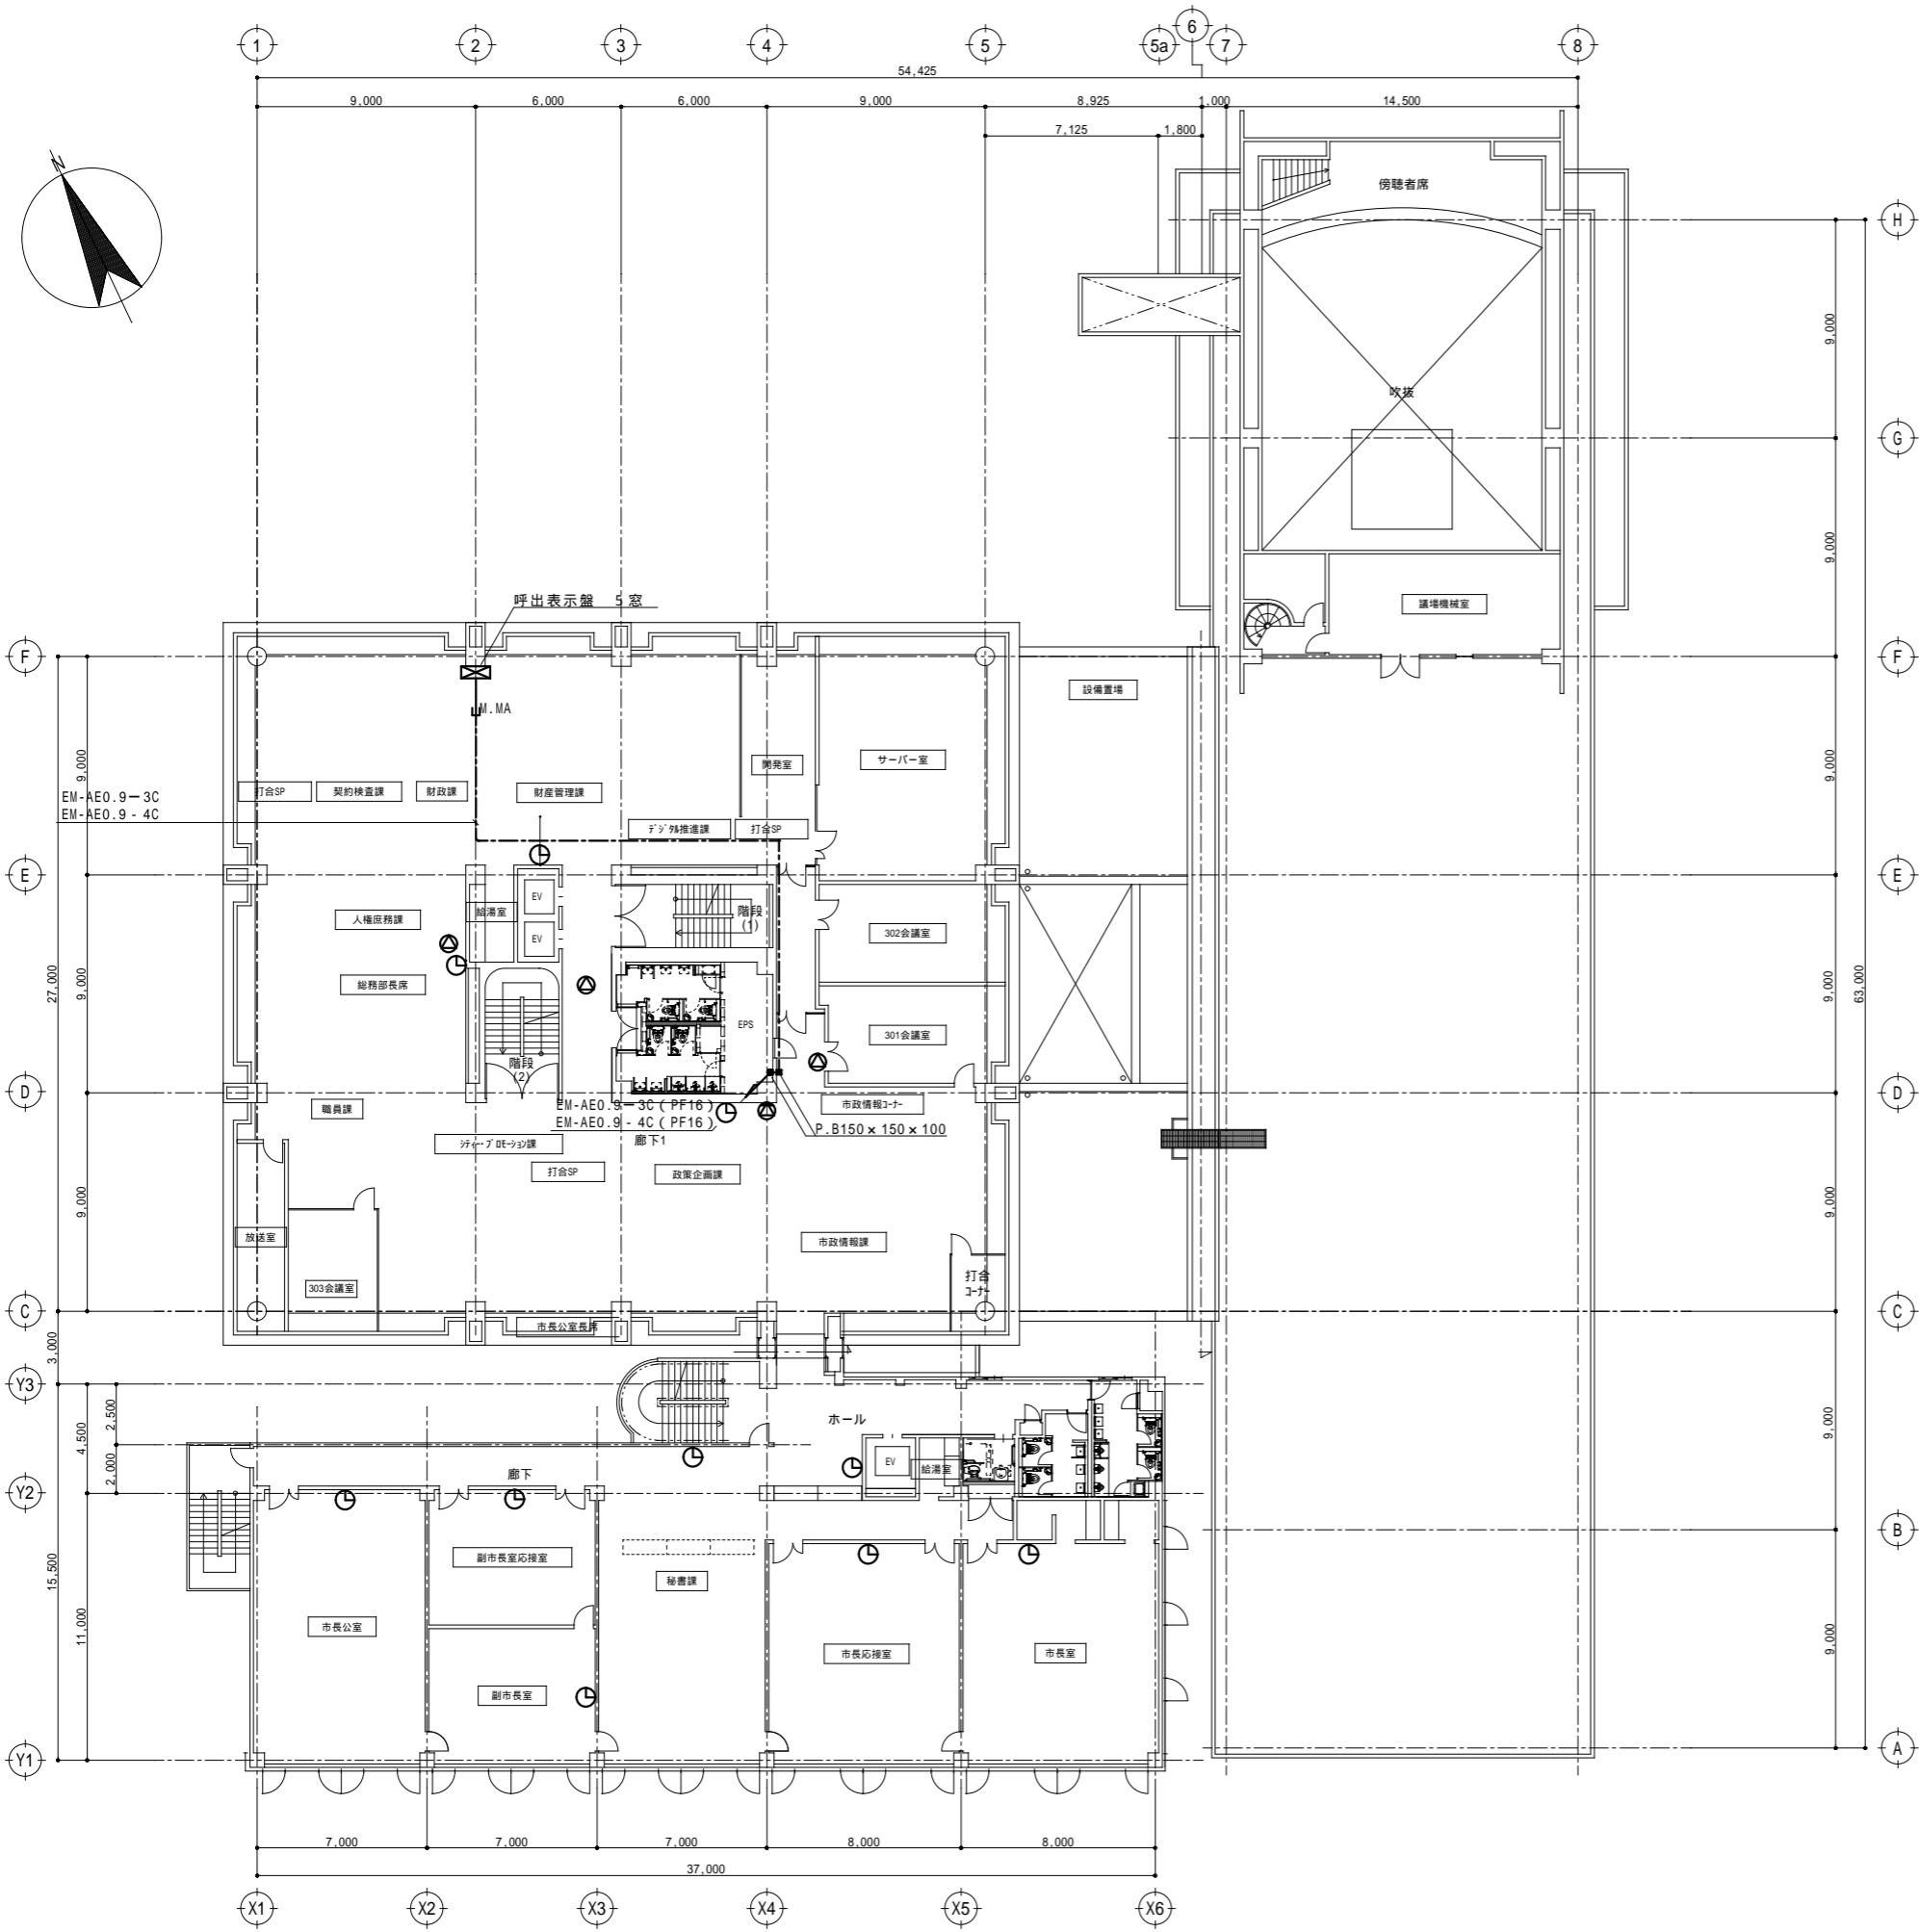 1
2
3
4
5
5a
6
7
8
54,425
9,000
6,000
6,000
9,000
8,925
1,000
14,500
7,125
1,800
N
傍聴者席
H
9,000
吹抜
G
9,000
議場機械室
呼出表示盤 5窓
F
F
設備置場
M.MA
9,000
開発室
サーバー室
9,000
EM-AE0.9－3C
EM-AE0.9-4C
打合SP
契約検査課
財政課
財産管理課
デジタル推進課
打合SP
E
E
EV
給湯室
人権庶務課
階段
(1)
302会議室
EV
27,000
9,000
総務部長席
9,000
63,000
EPS
301会議室
階段
(2)
D
D
職員課
EM-AE0.9－3C(PF16)
EM-AE0.9-4C(PF16)
市政情報コーナー
P.B150×150×100
廊下1
シティープロモーション課
打合SP
政策企画課
9,000
9,000
放送室
市政情報課
303会議室
打合
コーナー
C
C
市長公室長席
3,000
Y3
2,500
4,500
ホール
9,000
2,000
EV
給湯室
廊下
Y2
B
副市長室応接室
秘書課
15,500
11,000
市長公室
市長応接室
市長室
9,000
副市長室
Y1
A
7,000
7,000
7,000
8,000
8,000
37,000
X1
X2
X3
X4
X5
X6